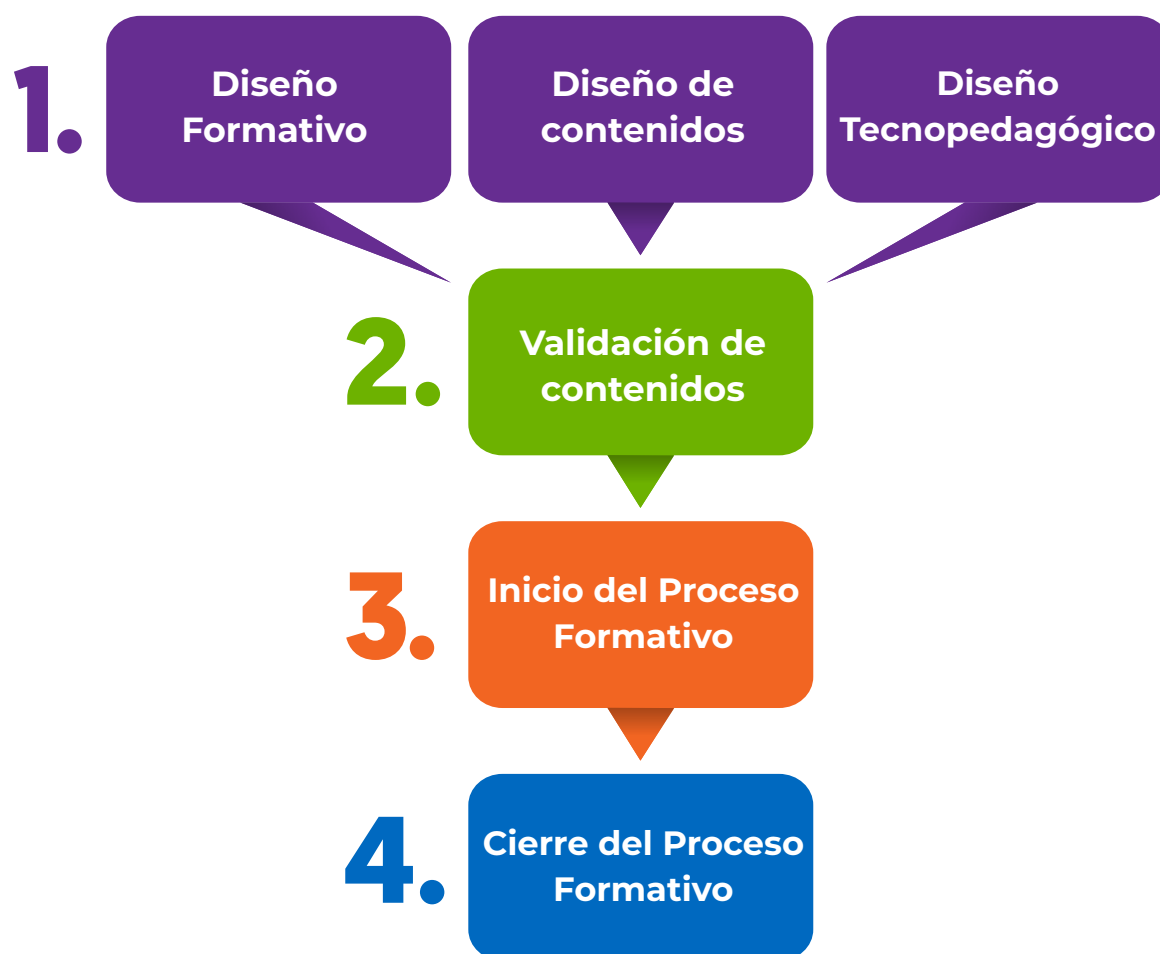 1.
Diseño
Formativo
Diseño de
contenidos
Diseño
Tecnopedagógico
2.
Validación de
contenidos
3.
Inicio del Proceso
Formativo
4.
Cierre del Proceso
Formativo